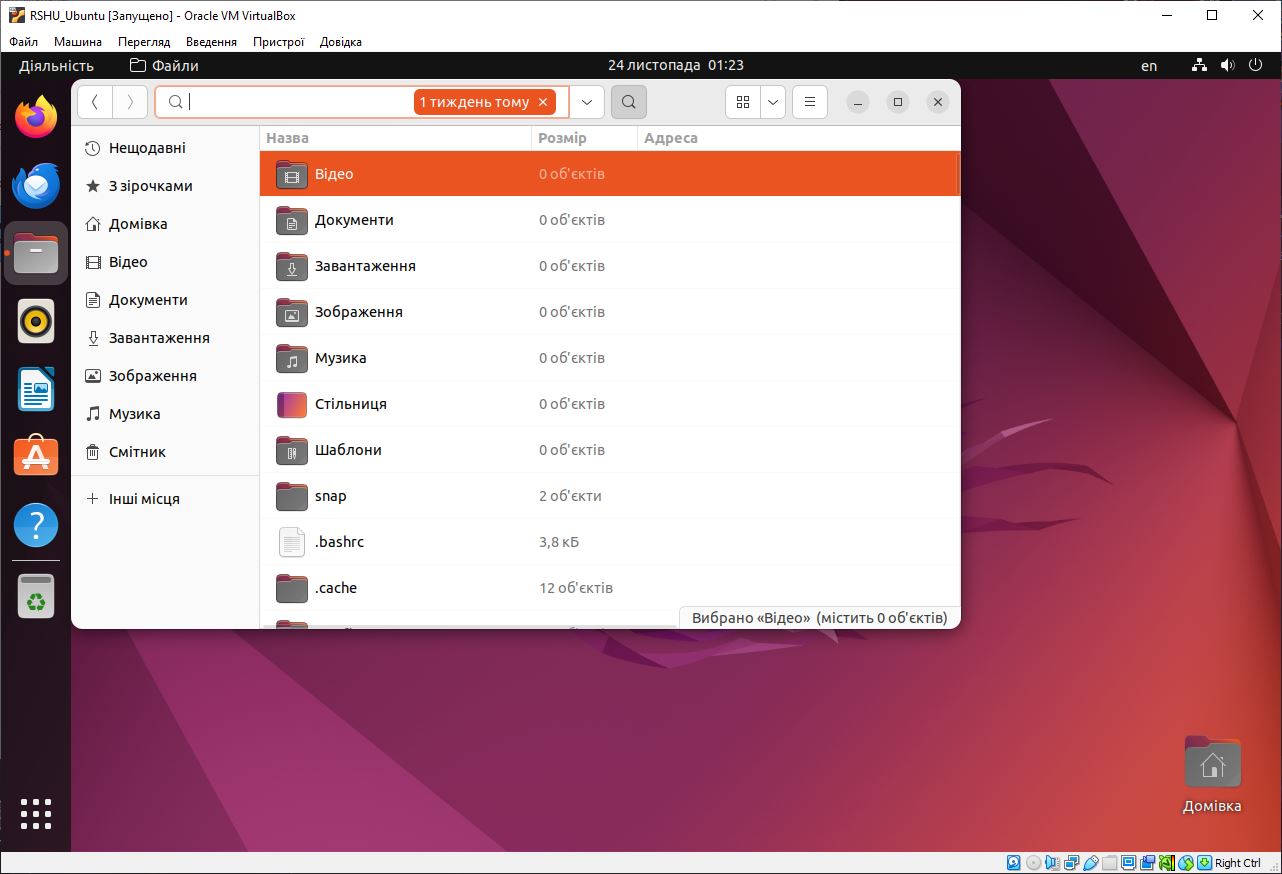 RSHU_Ubuntu [Запущено] - Oracle VM VirtualBox
Файл Машина Перегляд Введення Пристрої Довідка
Діяльність Файли 24 листопада 01:23 en
1 тиждень тому
Нещодавні
З зірочками
Домівка
Відео
Документи
Завантаження
Зображення
Музика
Смітник
Інші місця
Назва Розмір Адреса
Відео 0 об'єктів
Документи 0 об'єктів
Завантаження 0 об'єктів
Зображення 0 об'єктів
Музика 0 об'єктів
Стільниця 0 об'єктів
Шаблони 0 об'єктів
snap 2 об'єкти
.bashrc 3,8 кБ
.cache 12 об'єктів
Вибрано «Відео» (містить 0 об'єктів)
Домівка
Right Ctrl